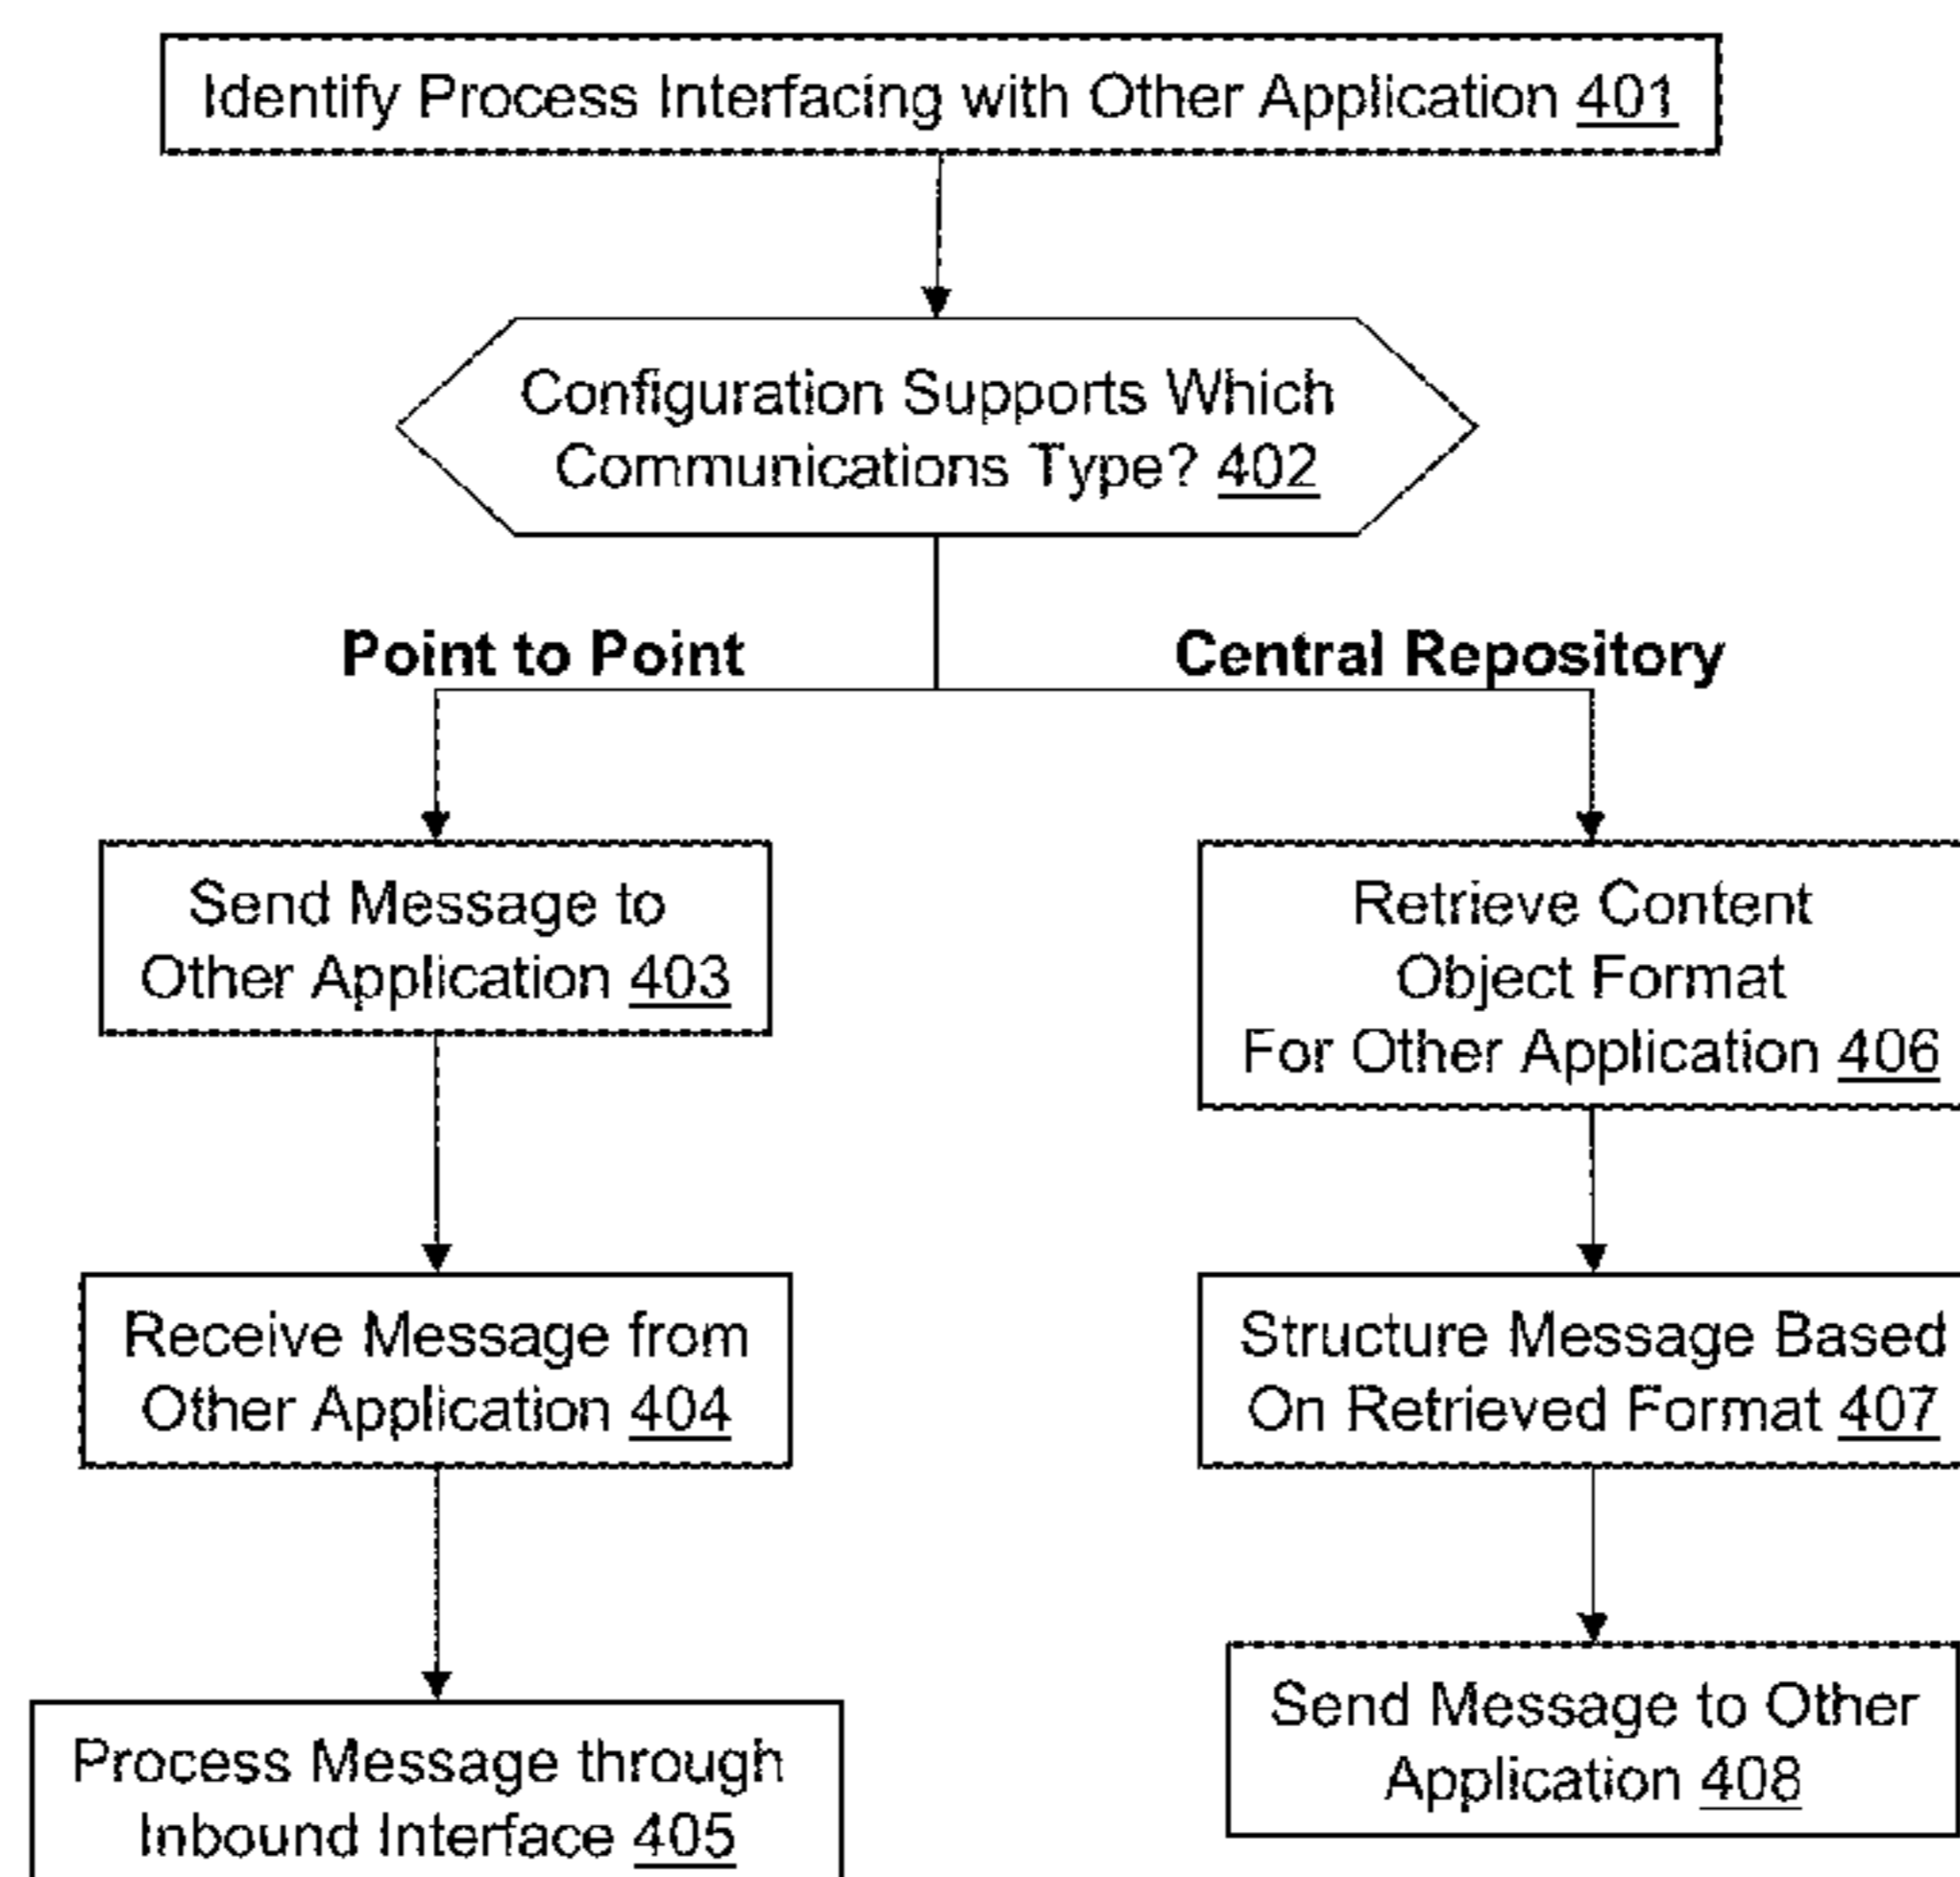 Identify Process Interfacing with Other Application 401
Configuration Supports Which
Communications Type? 402
Point to Point
Central Repository
Send Message to
Other Application 403
Retrieve Content
Object Format
For Other Application 406
Receive Message from
Other Application 404
Structure Message Based
On Retrieved Format 407
Process Message through
Inbound Interface 405
Send Message to Other
Application 408